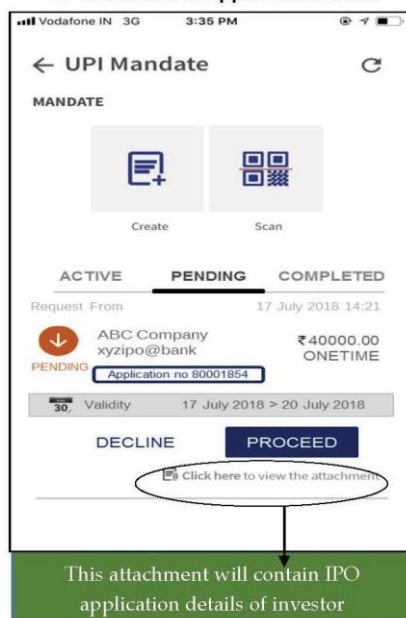 Vodafone IN 3G 3:35 PM
← UPI Mandate
MANDATE
Create Scan
ACTIVE PENDING COMPLETED
Request From 17 July 2018 14:21
ABC Company ₹40000.00
xyzipo@bank ONETIME
PENDING
Application no 80001854
30 Validity 17 July 2018 > 20 July 2018
DECLINE PROCEED
Click here to view the attachment
This attachment will contain IPO
application details of investor